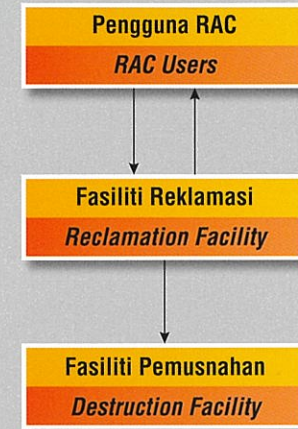 Pengguna RAC
RAC Users
Fasiliti Reklamasi
Reclamation Facility
Fasiliti Pemusnahan
Destruction Facility